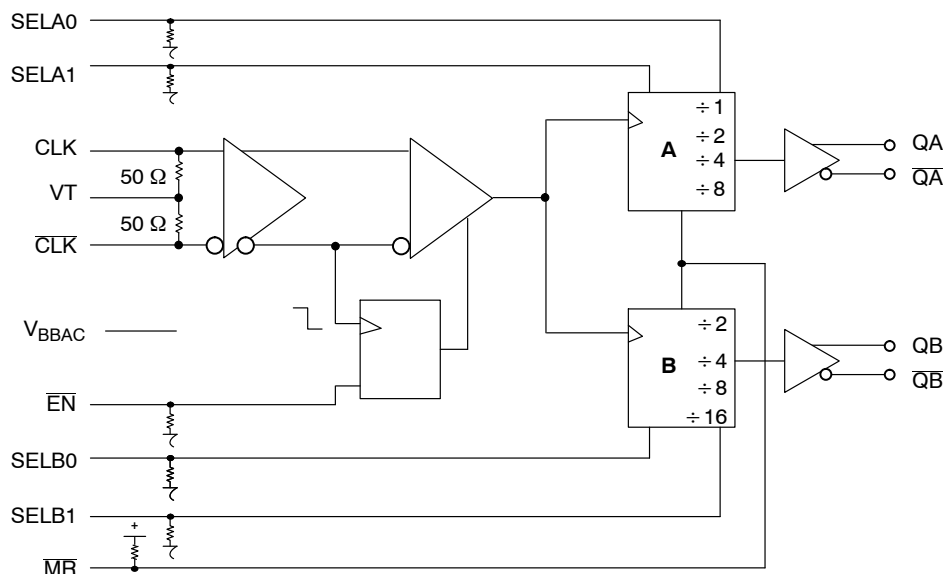 SELA0
SELA1
CLK
50 Ω
VT
50 Ω
CLK
VBBAC
EN
SELB0
SELB1
+
MR
A
÷1
÷2
÷4
÷8
QA
QA
B
÷2
÷4
÷8
÷16
QB
QB